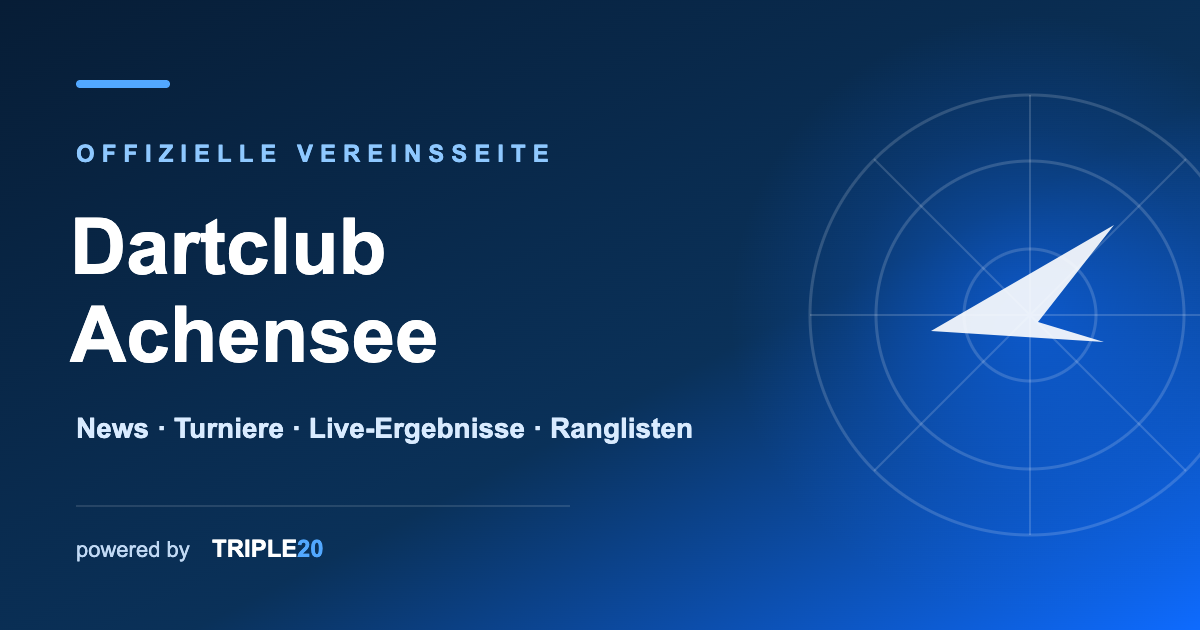 OFFIZIELLE VEREINSSEITE
Dartclub
Achensee
News · Turniere · Live-Ergebnisse · Ranglisten
powered by TRIPLE20